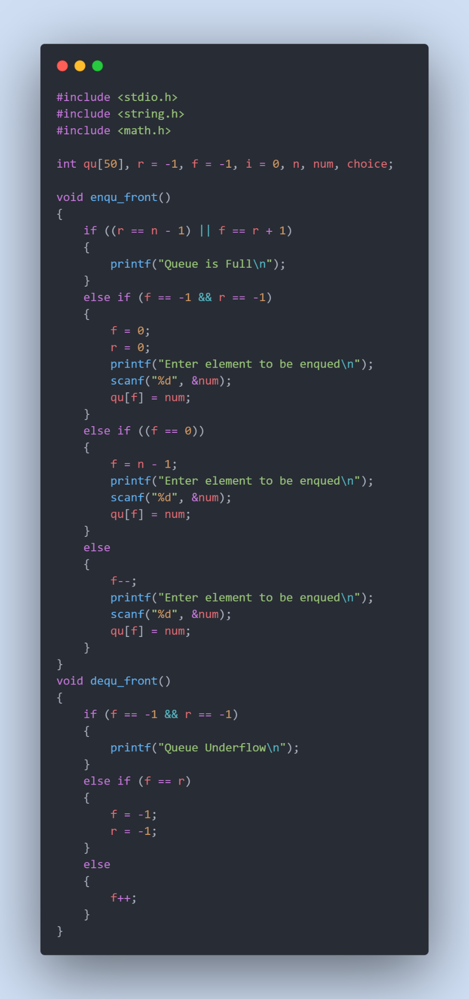 #include <stdio.h>
#include <string.h>
#include <math.h>

int qu[50], r = -1, f = -1, i = 0, n, num, choice;

void enqu_front()
{
    if ((r == n - 1) || f == r + 1)
    {
        printf("Queue is Full\n");
    }
    else if (f == -1 && r == -1)
    {
        f = 0;
        r = 0;
        printf("Enter element to be enqued\n");
        scanf("%d", &num);
        qu[f] = num;
    }
    else if ((f == 0))
    {
        f = n - 1;
        printf("Enter element to be enqued\n");
        scanf("%d", &num);
        qu[f] = num;
    }
    else
    {
        f--;
        printf("Enter element to be enqued\n");
        scanf("%d", &num);
        qu[f] = num;
    }
}
void dequ_front()
{
    if (f == -1 && r == -1)
    {
        printf("Queue Underflow\n");
    }
    else if (f == r)
    {
        f = -1;
        r = -1;
    }
    else
    {
        f++;
    }
}